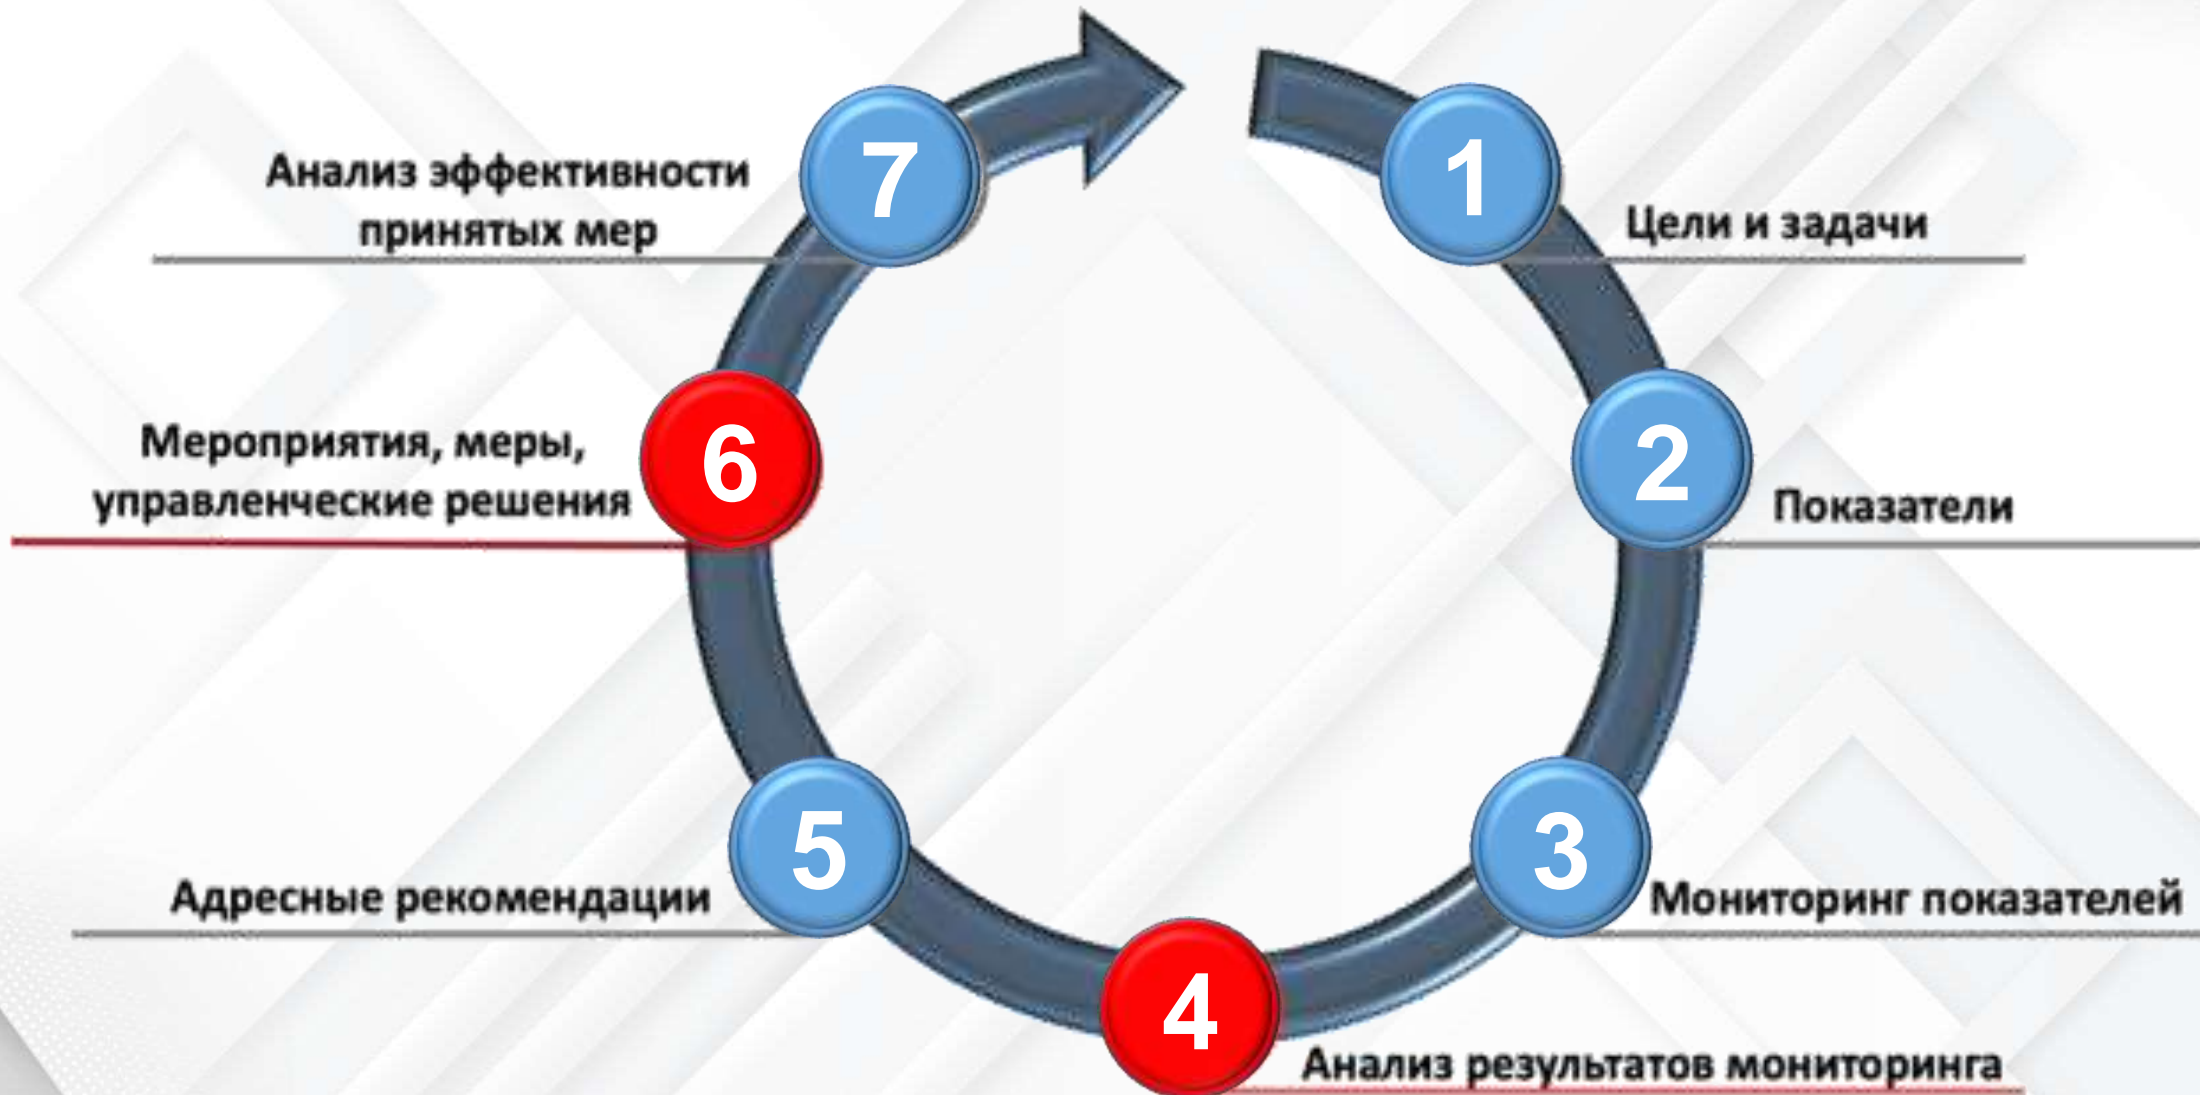 1
Цели и задачи
2
Показатели
3
Мониторинг показателей
4
Анализ результатов мониторинга
5
Адресные рекомендации
6
Мероприятия, меры,
управленческие решения
7
Анализ эффективности
принятых мер